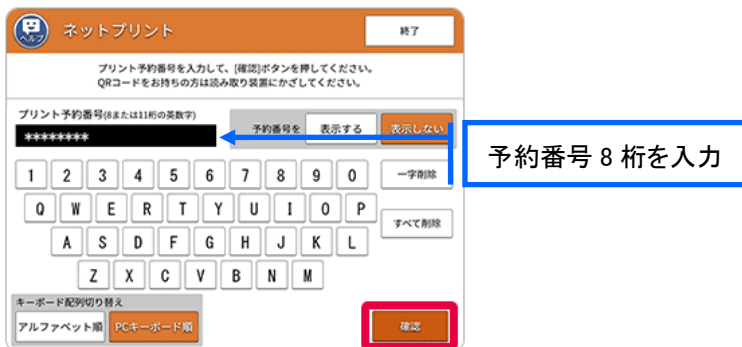 ヘルプ
ネットプリント
終了
プリント予約番号を入力して、[確認]ボタンを押してください。
QRコードをお持ちの方は読み取り装置にかざしてください。
プリント予約番号(8または11桁の英数字)
********
予約番号を 表示する 表示しない
予約番号 8 桁を入力
1 2 3 4 5 6 7 8 9 0 一字削除
Q W E R T Y U I O P
すべて削除
A S D F G H J K L
Z X C V B N M
キーボード配列切り替え
アルファベット順 PCキーボード順
確認